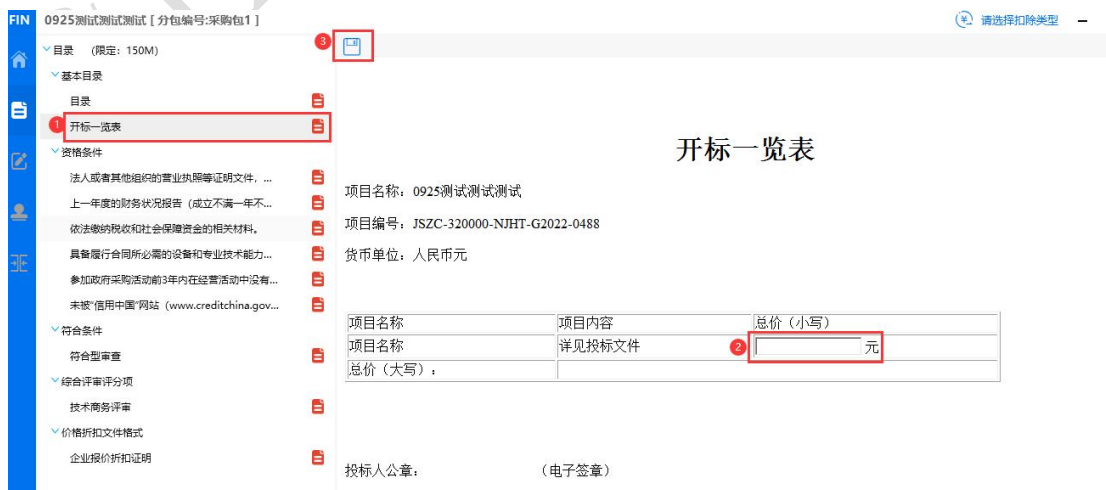 FIN 0925测试测试测试 [ 分包编号:采购包1 ] 请选择扣除类型
目录 (限定: 150M) 3
基本目录
目录
1 开标一览表
资格条件
法人或者其他组织的营业执照等证明文件, ...
上一年度的财务状况报告 (成立不满一年不...
依法缴纳税收和社会保障资金的相关材料。
具备履行合同所必需的设备和专业技术能力...
参加政府采购活动前3年内在经营活动中没有...
未被"信用中国"网站 (www.creditchina.gov...
符合条件
符合型审查
综合评审评分项
技术商务评审
价格折扣文件格式
企业报价折扣证明
开标一览表
项目名称: 0925测试测试测试
项目编号: JSZC-320000-NJHT-G2022-0488
货币单位: 人民币元
项目名称 项目内容 总价（小写）
项目名称 详见投标文件 2 元
总价（大写）:
投标人公章: （电子签章）